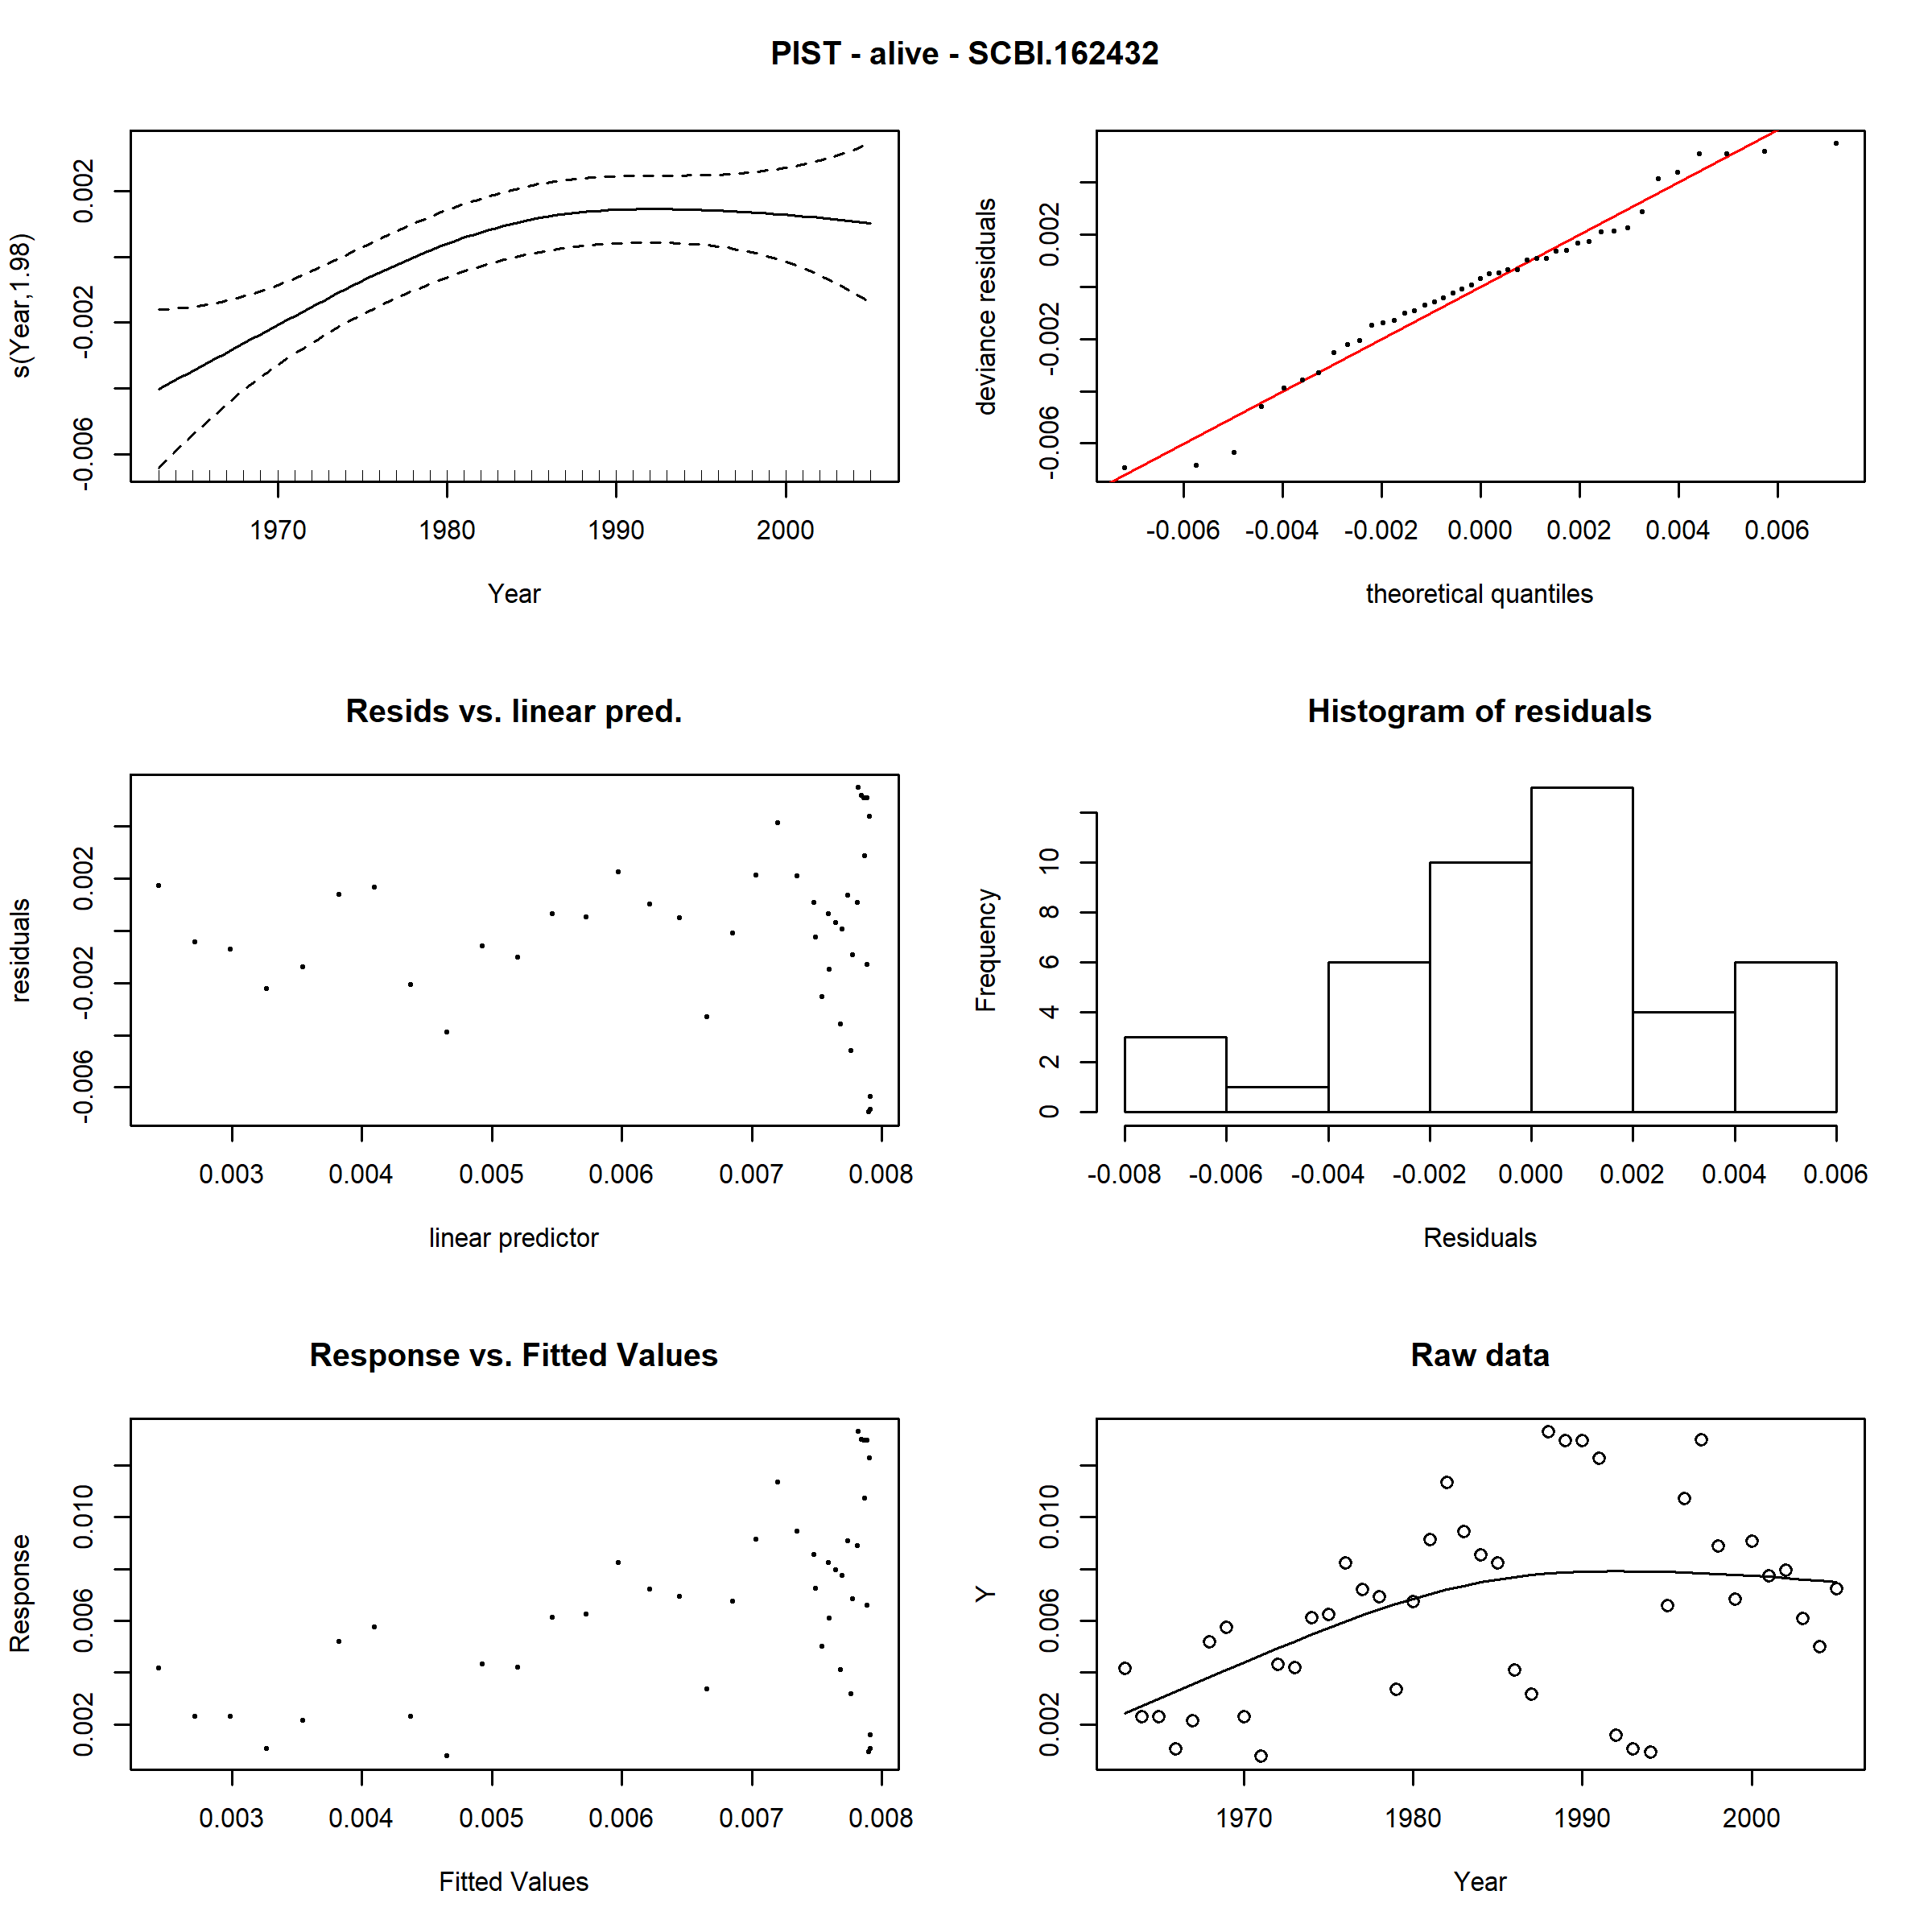 PIST - alive - SCBI.162432
s(Year,1.98)
-0.006 -0.002 0.002
1970 1980 1990 2000
Year
deviance residuals
-0.006 -0.002 0.002
-0.006 -0.004 -0.002 0.000 0.002 0.004 0.006
theoretical quantiles
Resids vs. linear pred.
residuals
-0.006 -0.002 0.002
0.003 0.004 0.005 0.006 0.007 0.008
linear predictor
Histogram of residuals
Frequency
0 2 4 6 8 10
-0.008 -0.006 -0.004 -0.002 0.000 0.002 0.004 0.006
Residuals
Response vs. Fitted Values
Response
0.002 0.006 0.010
0.003 0.004 0.005 0.006 0.007 0.008
Fitted Values
Raw data
Y
0.002 0.006 0.010
1970 1980 1990 2000
Year